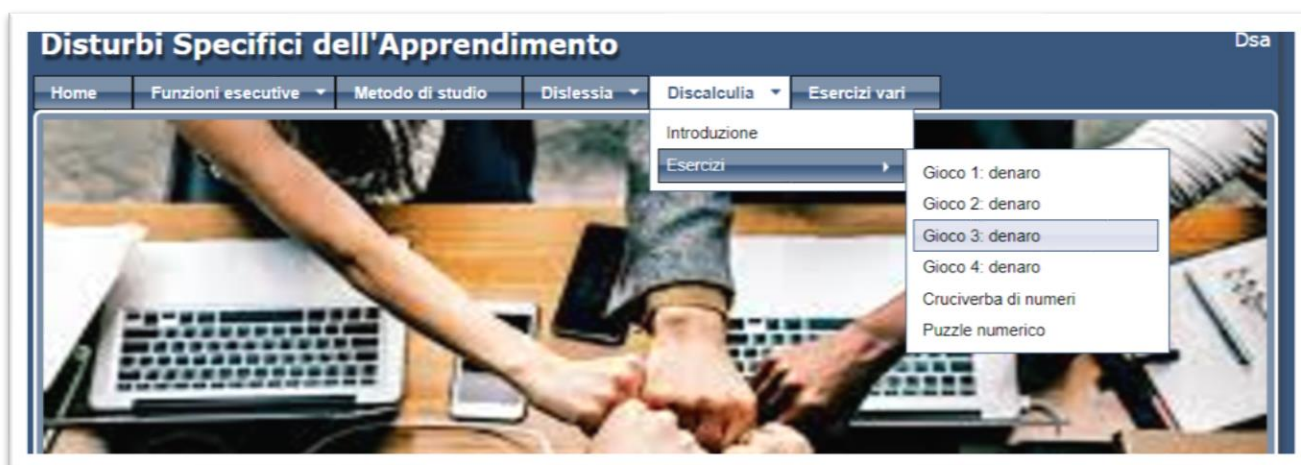 Disturbi Specifici dell'Apprendimento
Dsa
Home Funzioni esecutive Metodo di studio Dislessia Discalculia Esercizi vari
Introduzione
Esercizi
Gioco 1: denaro
Gioco 2: denaro
Gioco 3: denaro
Gioco 4: denaro
Cruciverba di numeri
Puzzle numerico